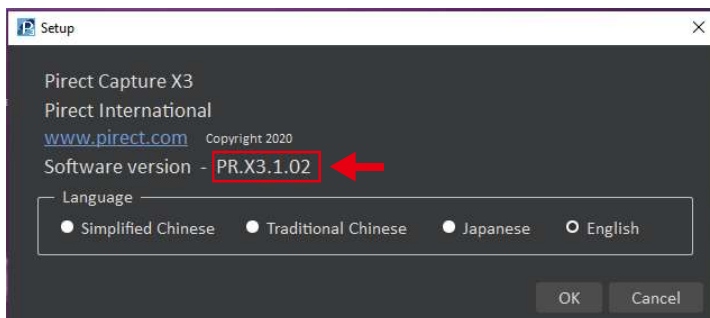 Setup
Pirect Capture X3
Pirect International
www.pirect.com Copyright 2020
Software version - PR.X3.1.02
Language
Simplified Chinese Traditional Chinese Japanese English
OK Cancel